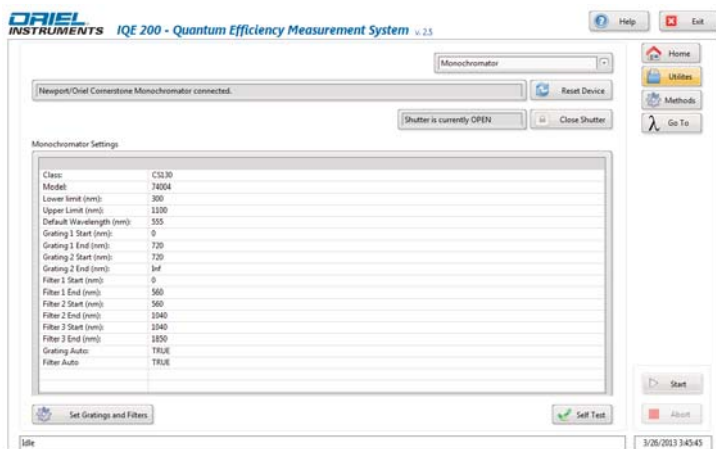 ORIEL INSTRUMENTS IQE 200 - Quantum Efficiency Measurement System v. 2.5
Help
Exit
Monochromator
Home
Newport/Oriel Cornerstone Monochromator connected.
Reset Device
Utilites
Methods
Shutter is currently OPEN
Close Shutter
λ Go To
Monochromator Settings
Class: CS130
Model: 74004
Lower limit (nm): 300
Upper Limit (nm): 1100
Default Wavelength (nm): 555
Grating 1 Start (nm): 0
Grating 1 End (nm): 720
Grating 2 Start (nm): 720
Grating 2 End (nm): Inf
Filter 1 Start (nm): 0
Filter 1 End (nm): 560
Filter 2 Start (nm): 560
Filter 2 End (nm): 1040
Filter 3 Start (nm): 1040
Filter 3 End (nm): 1850
Grating Auto: TRUE
Filter Auto TRUE
Start
Set Gratings and Filters
Self Test
Abort
Idle
3/26/2013 3:45:45